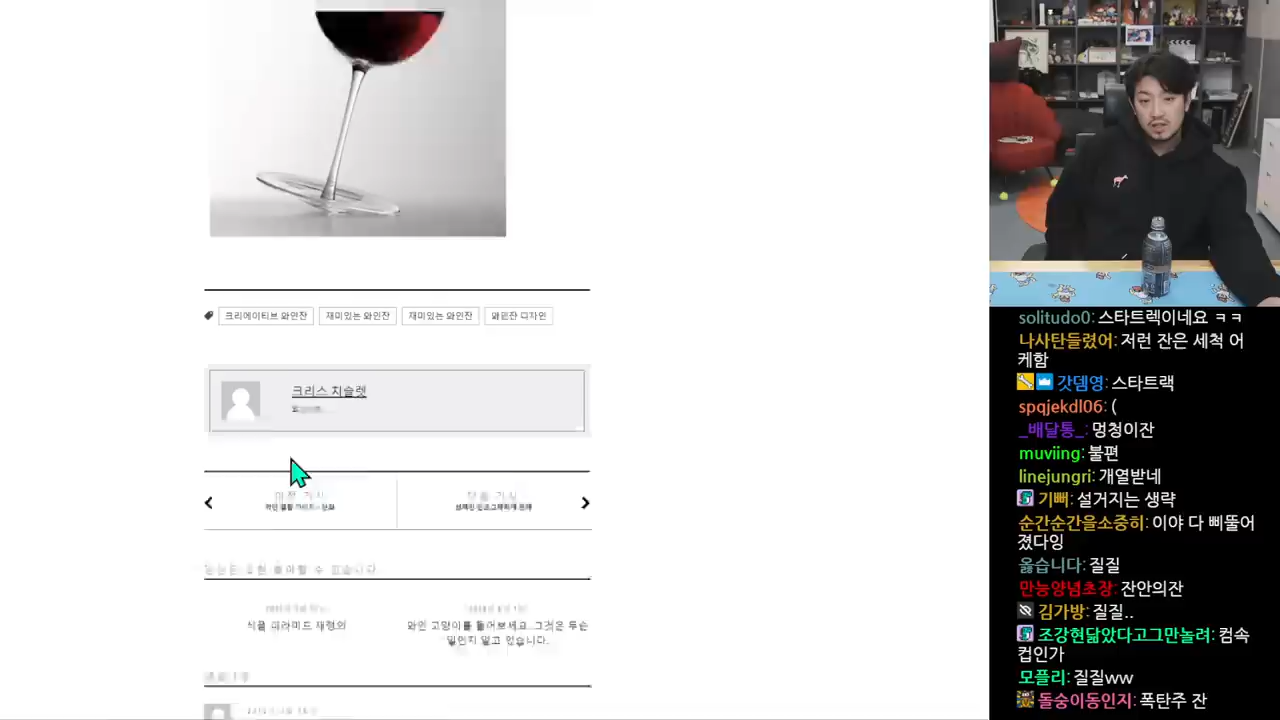 크리에이티브 와인잔
재미있는 와인잔
재미있는 와인잔
와인잔 디자인
크리스 치슬렛
식품 피라미드 재정의
와인 고양이를 들어보세요. 그것은 무슨
일인지 알고 있습니다.
solitudo0: 스타트렉이네요 ㅋㅋ
나사탄들렸어: 저런 잔은 세척 어
케함
갓뎀영: 스타트랙
spqjekdl06: (
_배달통_: 멍청이잔
muviing: 불편
linejungri: 개열받네
기뻐: 설거지는 생략
순간순간을소중히: 이야 다 삐뚤어
졌다잉
옳습니다: 질질
만능양념초장: 잔안의잔
김가방: 질질..
조강현닮았다고그만놀려: 컴속
컵인가
모플리: 질질ww
돌숭이동인지: 폭탄주 잔